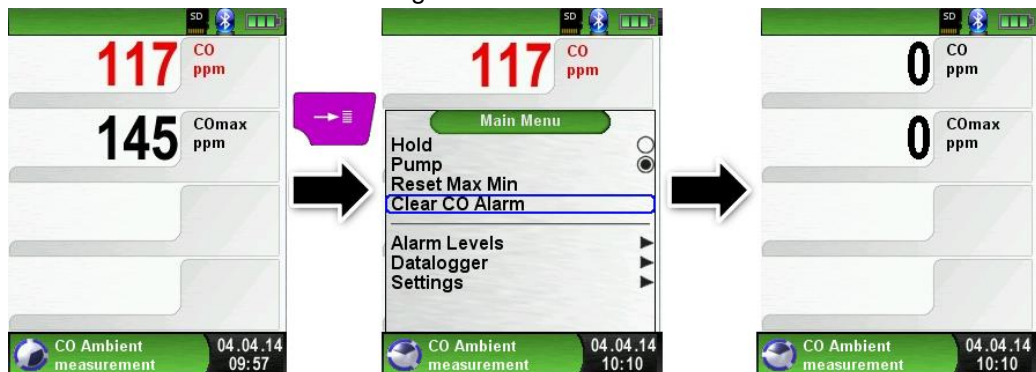 SD
117 CO
ppm
145 COmax
ppm
CO Ambient 04.04.14
measurement 09:57
SD
117 CO
ppm
Main Menu
Hold
Pump
Reset Max Min
Clear CO Alarm
Alarm Levels
Datalogger
Settings
CO Ambient 04.04.14
measurement 10:10
SD
0 CO
ppm
0 COmax
ppm
CO Ambient 04.04.14
measurement 10:10